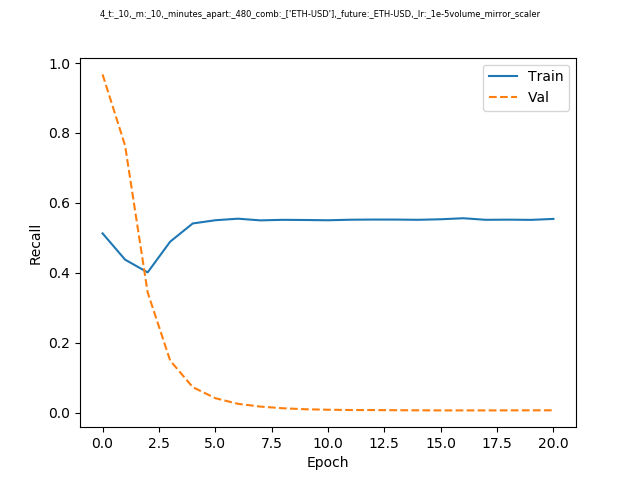 4_t:_10,_m:_10,_minutes_apart:_480_comb:_['ETH-USD'],_future:_ETH-USD,_lr:_1e-5volume_mirror_scaler
1.0
0.8
0.6
0.4
0.2
0.0
Recall
Train
Val
0.0 2.5 5.0 7.5 10.0 12.5 15.0 17.5 20.0
Epoch